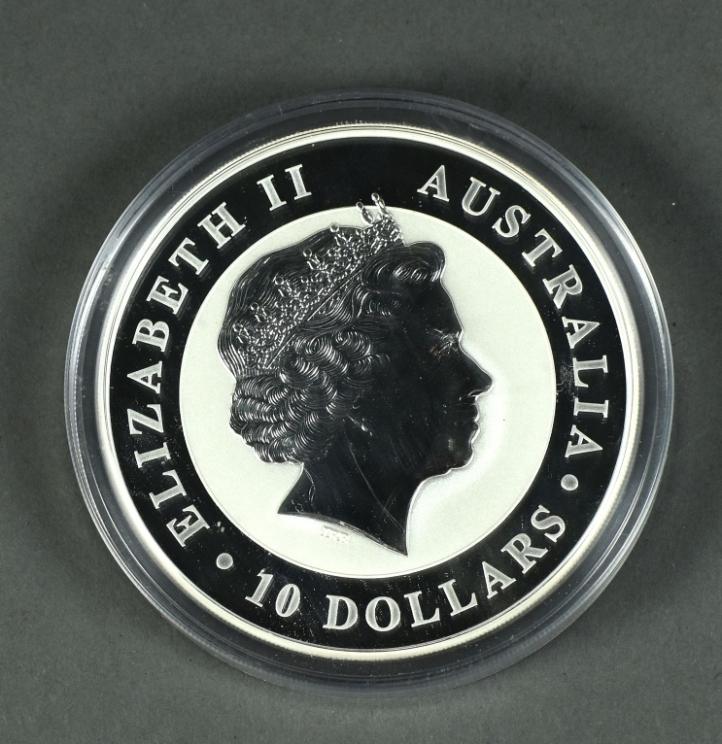 ELIZABETH II
AUSTRALIA
• 10 DOLLARS •